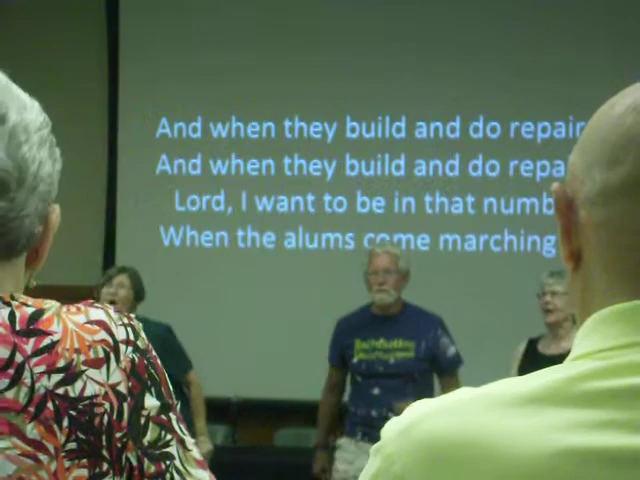 And when they build and do repair
And when they build and do repa
Lord, I want to be in that numb
When the alums come marching